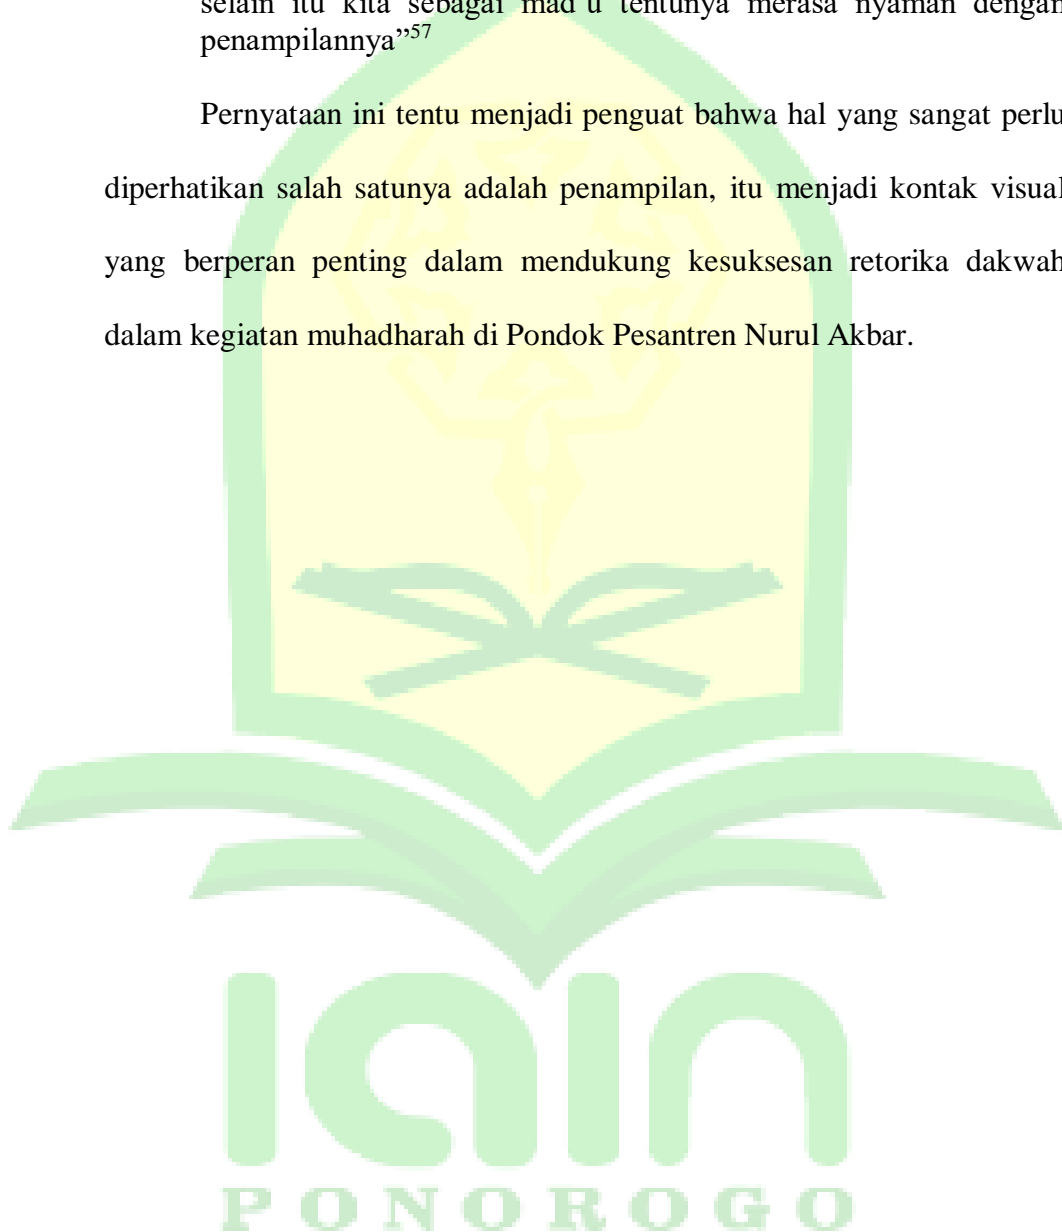 selain itu kita sebagai mad'u tentunya merasa nyaman dengan
penampilannya”57
Pernyataan ini tentu menjadi penguat bahwa hal yang sangat perlu
diperhatikan salah satunya adalah penampilan, itu menjadi kontak visual
yang berperan penting dalam mendukung kesuksesan retorika dakwah
dalam kegiatan muhadharah di Pondok Pesantren Nurul Akbar.
IAIN
PONOROGO